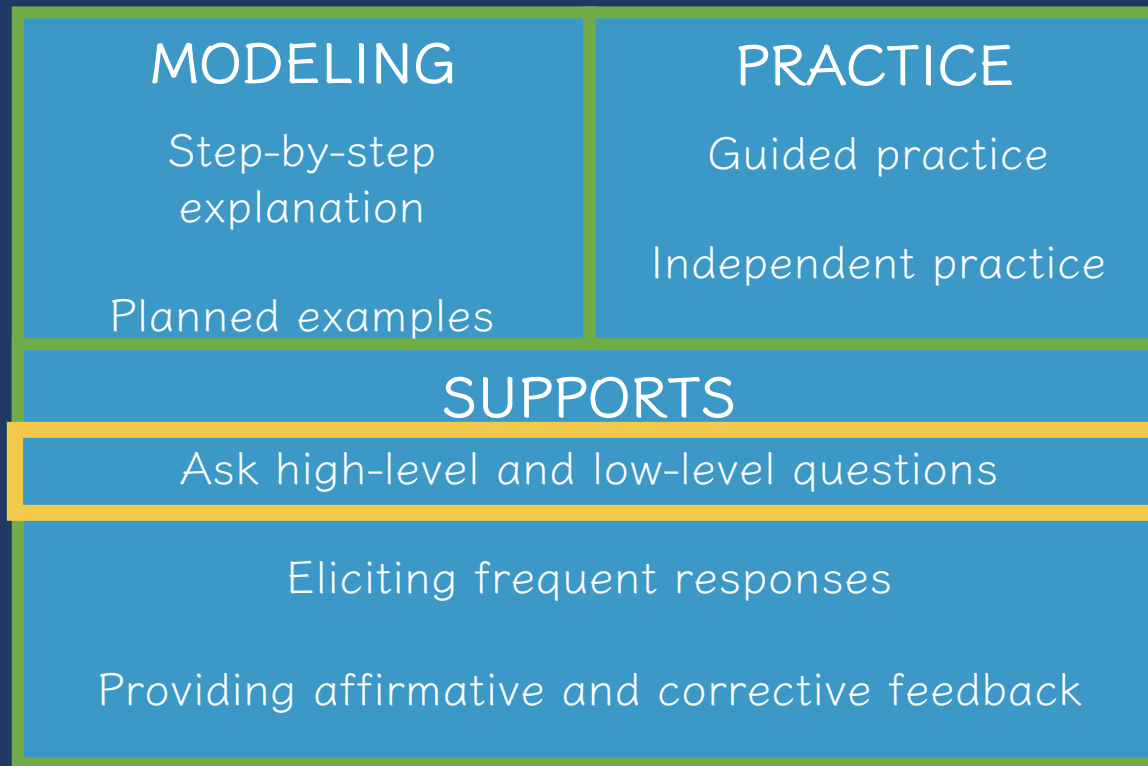 MODELING
Step-by-step
explanation
Planned examples
PRACTICE
Guided practice
Independent practice
SUPPORTS
Ask high-level and low-level questions
Eliciting frequent responses
Providing affirmative and corrective feedback